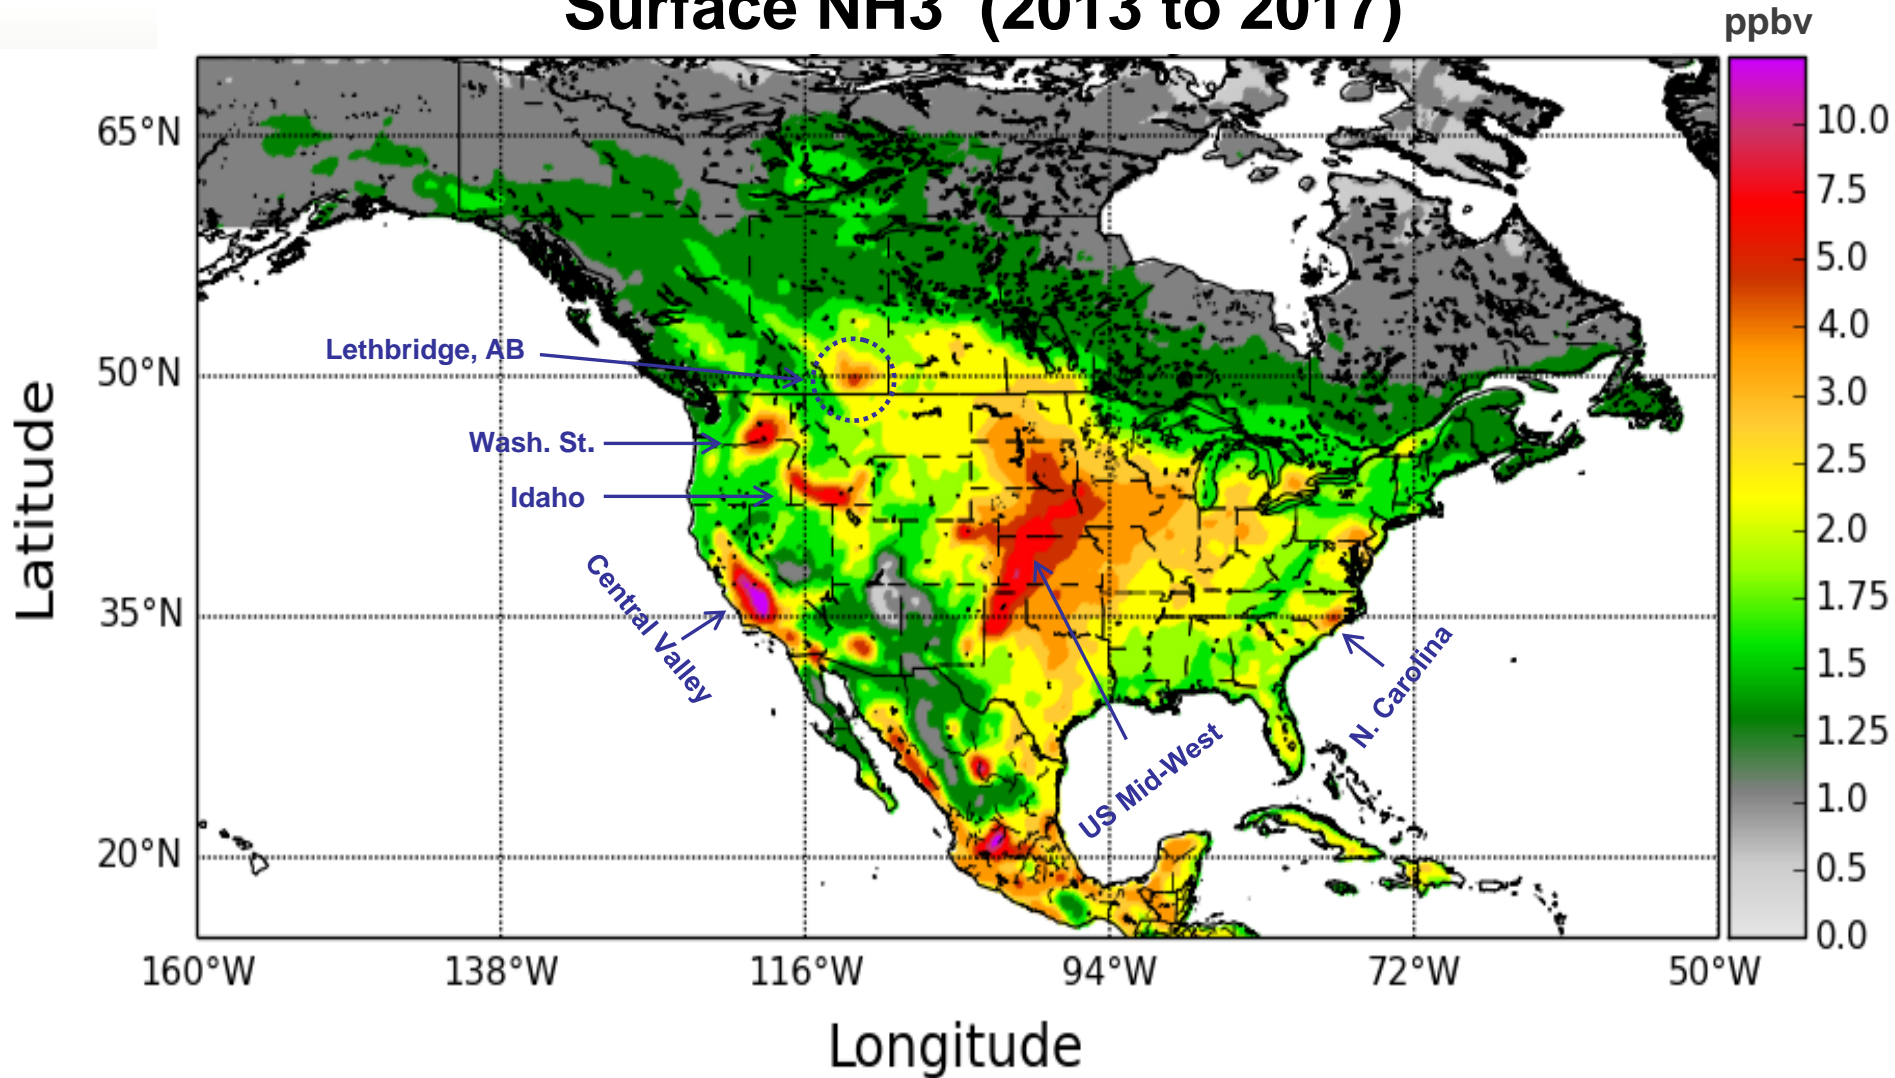 Surface NH3 (2013 to 2017)
ppbv
10.0
7.5
5.0
4.0
3.0
2.5
2.0
1.75
1.5
1.25
1.0
0.5
0.0
Latitude
65°N
50°N
35°N
20°N
Lethbridge, AB
Wash. St.
Idaho
Central Valley
US Mid-West
N. Carolina
160°W
138°W
116°W
94°W
72°W
50°W
Longitude